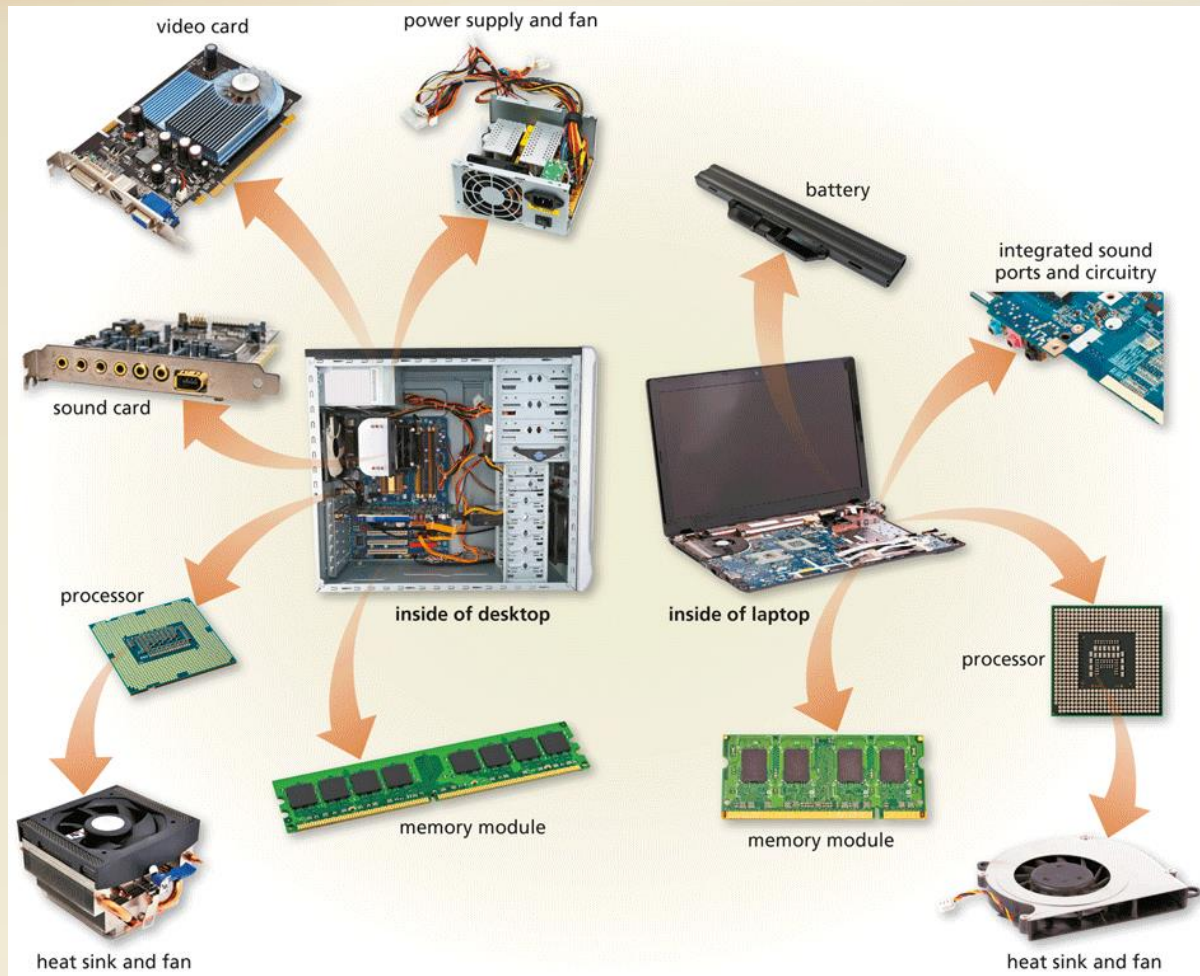 video card
power supply and fan
battery
integrated sound
ports and circuitry
sound card
processor
inside of desktop
inside of laptop
processor
memory module
memory module
heat sink and fan
heat sink and fan